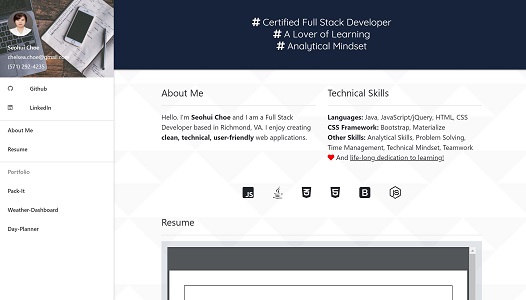 Seohui Choe
chelsea.choe@gmail.com
(571) 292-4235
Github
LinkedIn
About Me
Resume
Portfolio
Pack-It
Weather-Dashboard
Day-Planner
# Certified Full Stack Developer
# A Lover of Learning
# Analytical Mindset
About Me
Hello. I'm Seohui Choe and I am a Full Stack
Developer based in Richmond, VA. I enjoy creating
clean, technical, user-friendly web applications.
Technical Skills
Languages: Java, JavaScript/jQuery, HTML, CSS
CSS Framework: Bootstrap, Materialize
Other Skills: Analytical Skills, Problem Solving,
Time Management, Technical Mindset, Teamwork
And life-long dedication to learning!
Resume